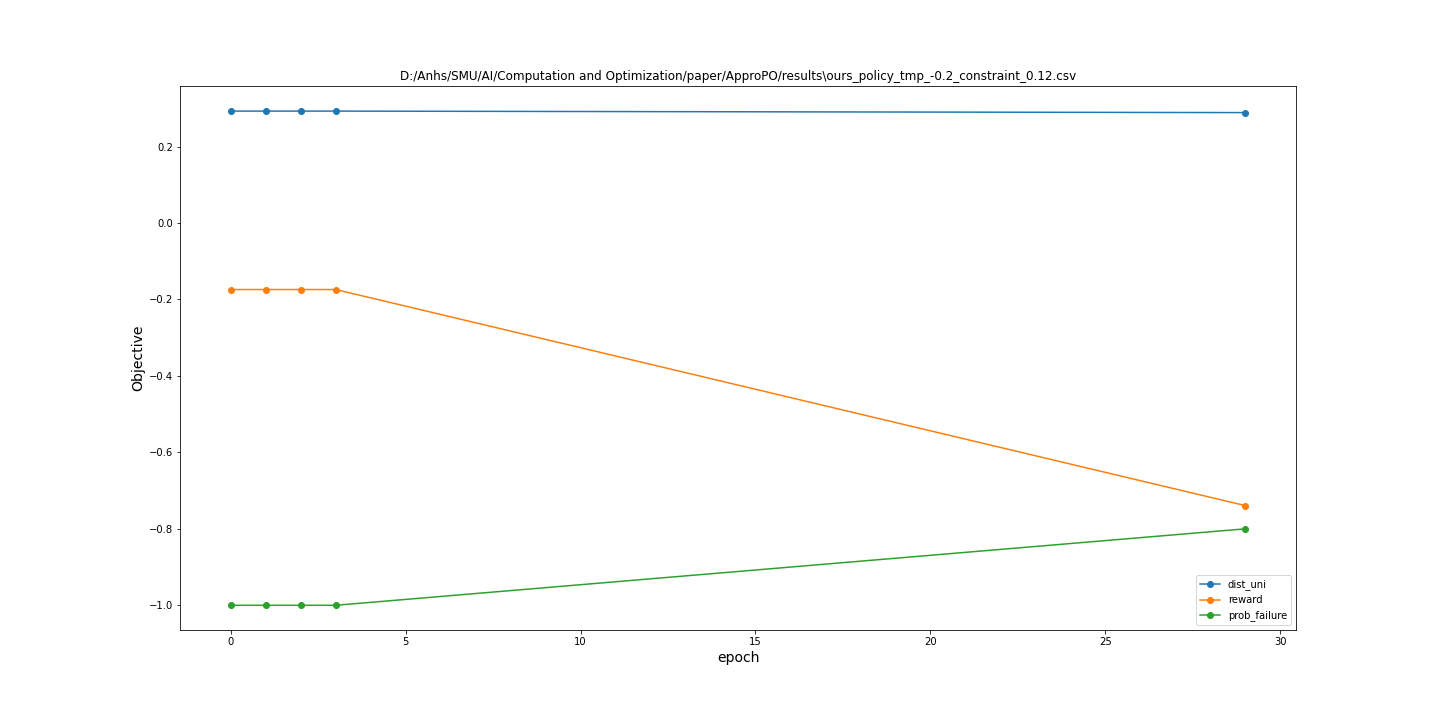 D:/Anhs/SMU/AI/Computation and Optimization/paper/ApproPO/results\ours_policy_tmp_-0.2_constraint_0.12.csv
0.2
0.0
−0.2
−0.4
−0.6
−0.8
−1.0
Objective
0 5 10 15 20 25 30
epoch
dist_uni
reward
prob_failure